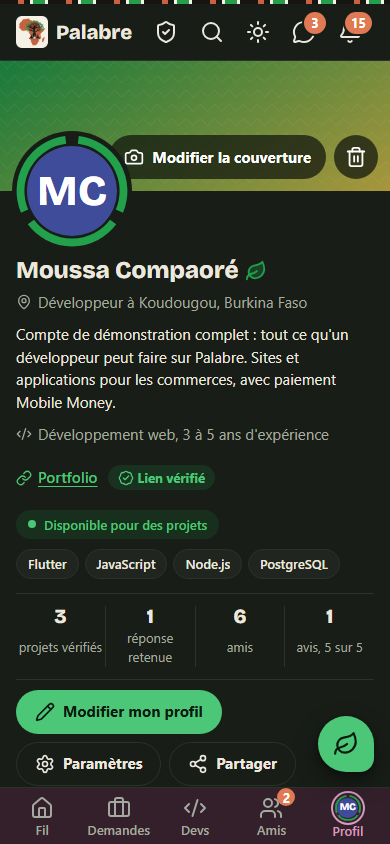 Palabre
3
15
Modifier la couverture
MC
Moussa Compaoré
Développeur à Koudougou, Burkina Faso
Compte de démonstration complet : tout ce qu'un
développeur peut faire sur Palabre. Sites et
applications pour les commerces, avec paiement
Mobile Money.
Développement web, 3 à 5 ans d'expérience
Portfolio Lien vérifié
Disponible pour des projets
Flutter JavaScript Node.js PostgreSQL
3 1 6 1
projets vérifiés réponse retenue amis avis, 5 sur 5
Modifier mon profil
Paramètres Partager
2
MC
Fil Demandes Devs Amis Profil